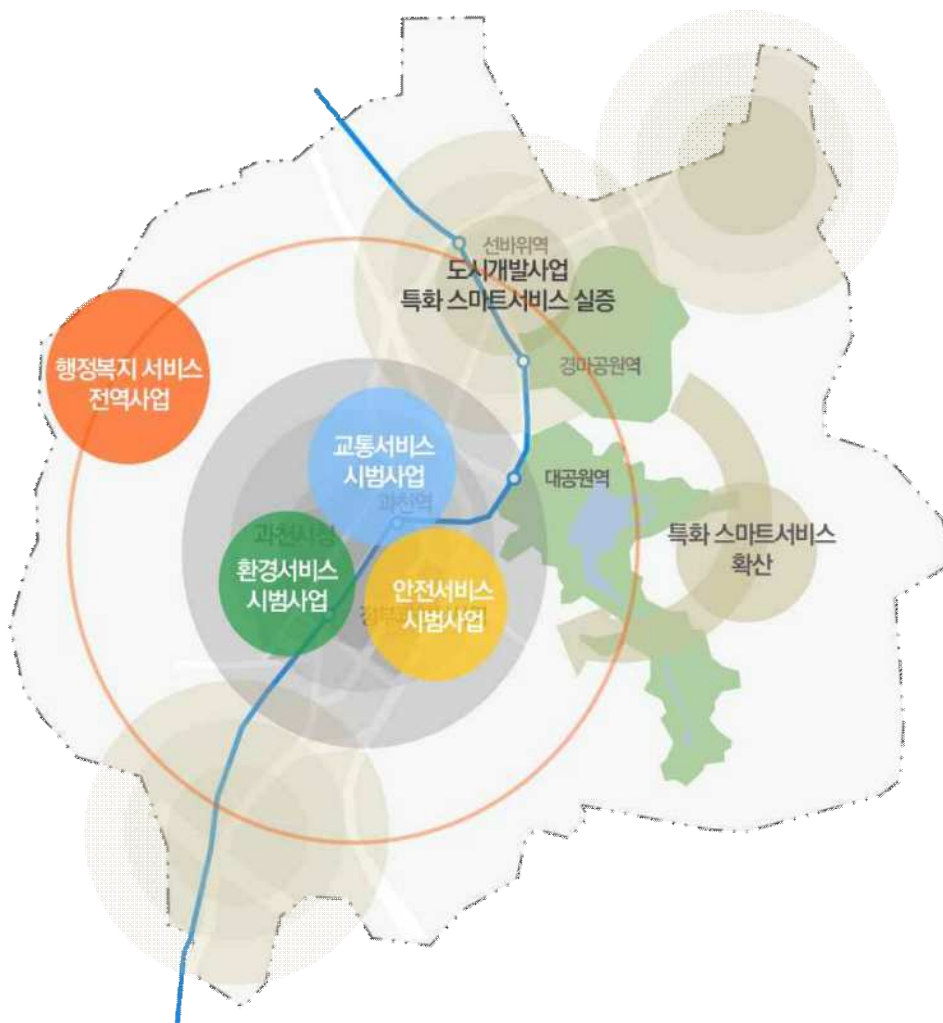 선바위역
도시개발사업
특화 스마트서비스 실증
행정복지 서비스
전역사업
경마공원역
교통서비스
시범사업
대공원역
과천역
과천시청
특화 스마트서비스
확산
환경서비스
시범사업
안전서비스
시범사업